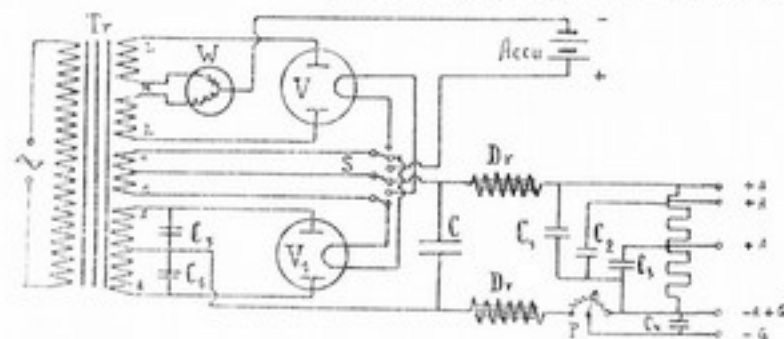 Tr
W
V
Accu
-
+
S
Dr
+A
+A
+A
C
C₁
C₂
C₃
V₁
Dr
P
-G